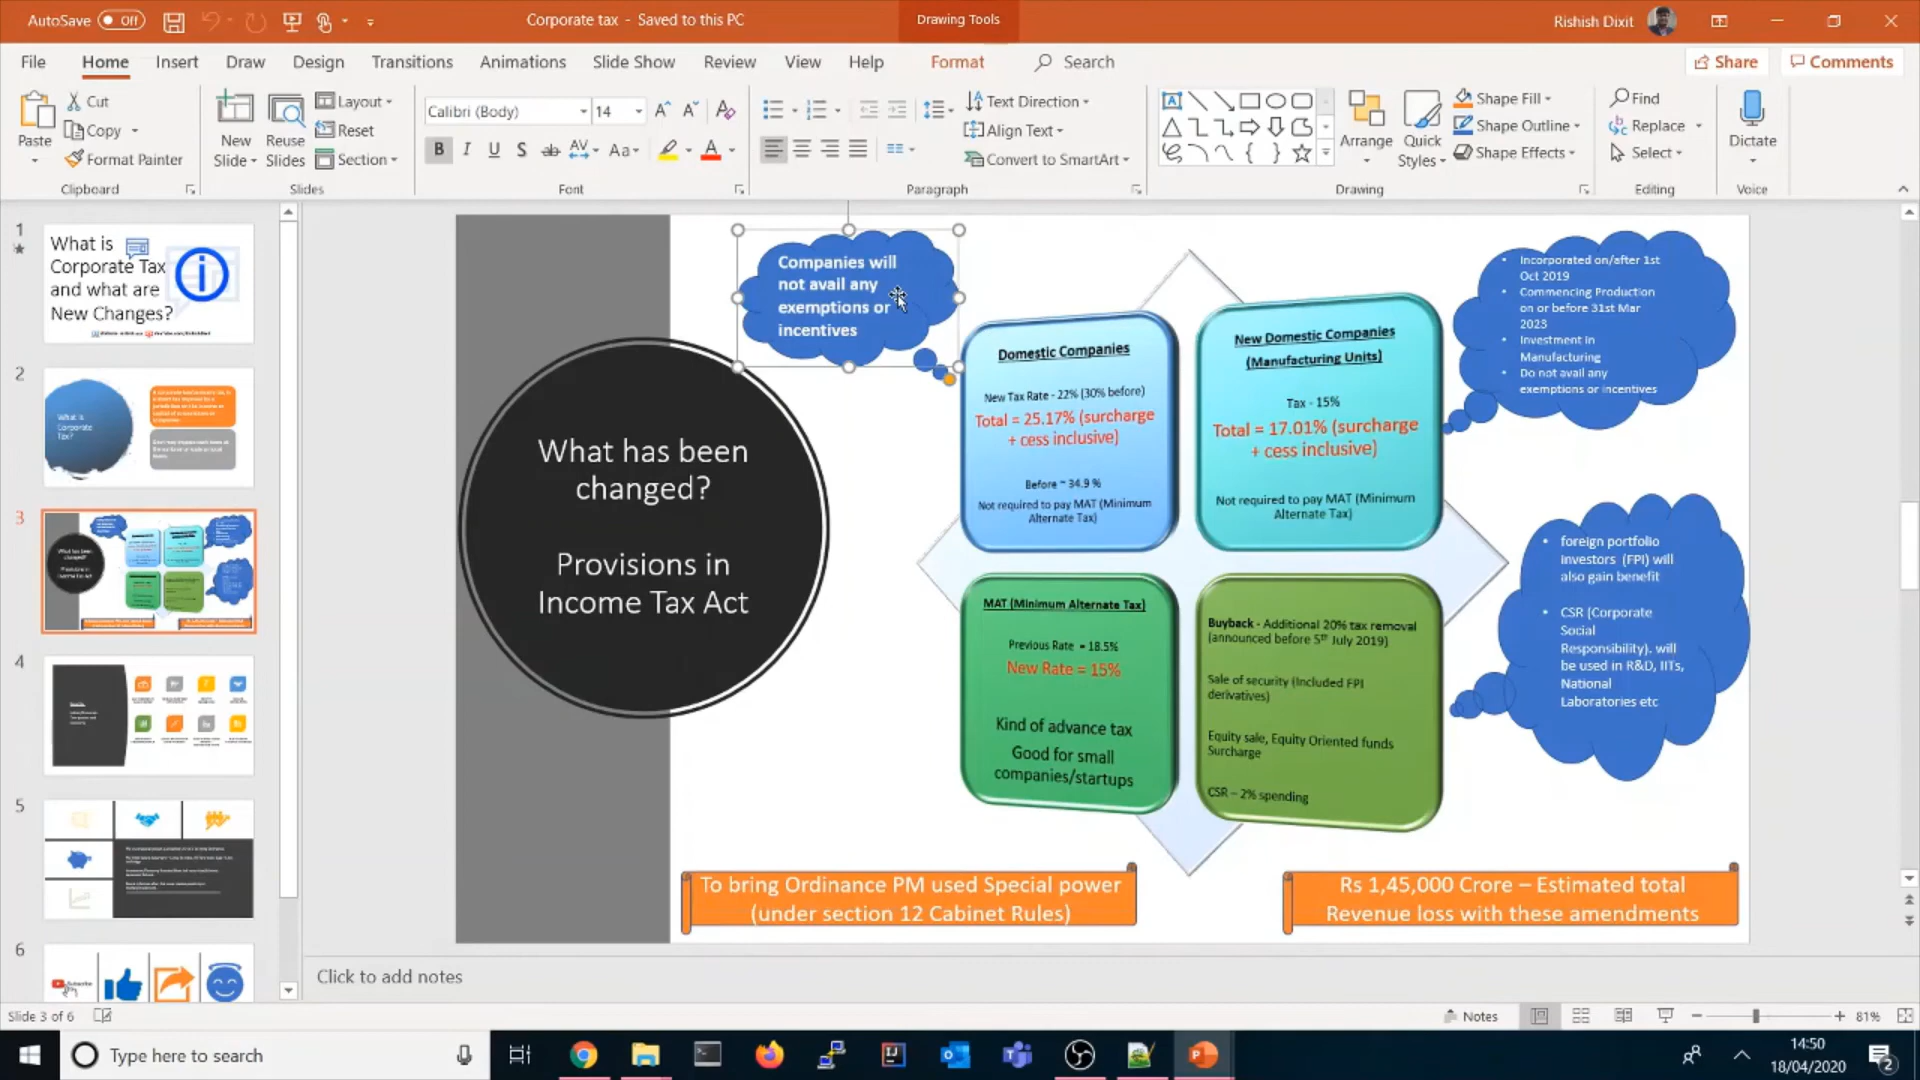 AutoSave Off
Corporate tax - Saved to this PC
Drawing Tools
Rishish Dixit
File Home Insert Draw Design Transitions Animations Slide Show Review View Help Format Search
Share Comments
Paste
Cut
Copy
Format Painter
Clipboard
New
Slide
Reuse
Slides
Layout
Reset
Section
Slides
Calibri (Body) 14
Font
Text Direction
Align Text
Convert to SmartArt
Paragraph
Arrange
Quick
Styles
Shape Fill
Shape Outline
Shape Effects
Drawing
Find
Replace
Select
Editing
Dictate
Voice
1
What is
Corporate Tax
and what are
New Changes?
2
What is
Corporate
Tax?
3
4
5
6
What has been
changed?
Provisions in
Income Tax Act
Companies will
not avail any
exemptions or
incentives
Domestic Companies
New Tax Rate - 22% (30% before)
Total = 25.17% (surcharge
+ cess inclusive)
Before ~ 34.9 %
Not required to pay MAT (Minimum
Alternate Tax)
New Domestic Companies
(Manufacturing Units)
Tax - 15%
Total = 17.01% (surcharge
+ cess inclusive)
Not required to pay MAT (Minimum
Alternate Tax)
• Incorporated on/after 1st
Oct 2019
• Commencing Production
on or before 31st Mar
2023
• Investment in
Manufacturing
• Do not avail any
exemptions or incentives
MAT (Minimum Alternate Tax)
Previous Rate = 18.5%
New Rate = 15%
Kind of advance tax
Good for small
companies/startups
Buyback - Additional 20% tax removal
(announced before 5th July 2019)
Sale of security (Included FPI
derivatives)
Equity sale, Equity Oriented funds
Surcharge
CSR – 2% spending
• foreign portfolio
investors (FPI) will
also gain benefit
• CSR (Corporate
Social
Responsibility). will
be used in R&D, IITs,
National
Laboratories etc
To bring Ordinance PM used Special power
(under section 12 Cabinet Rules)
Rs 1,45,000 Crore – Estimated total
Revenue loss with these amendments
Click to add notes
Slide 3 of 6
Notes
81%
Type here to search
14:50
18/04/2020
2